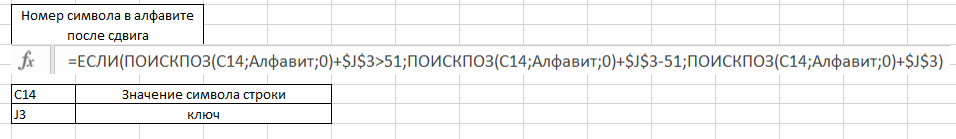 Номер символа в алфавите
после сдвига
fx =ЕСЛИ(ПОИСКПОЗ(C14;Алфавит;0)+$J$3>51;ПОИСКПОЗ(C14;Алфавит;0)+$J$3-51;ПОИСКПОЗ(C14;Алфавит;0)+$J$3)
C14 Значение символа строки
J3 ключ